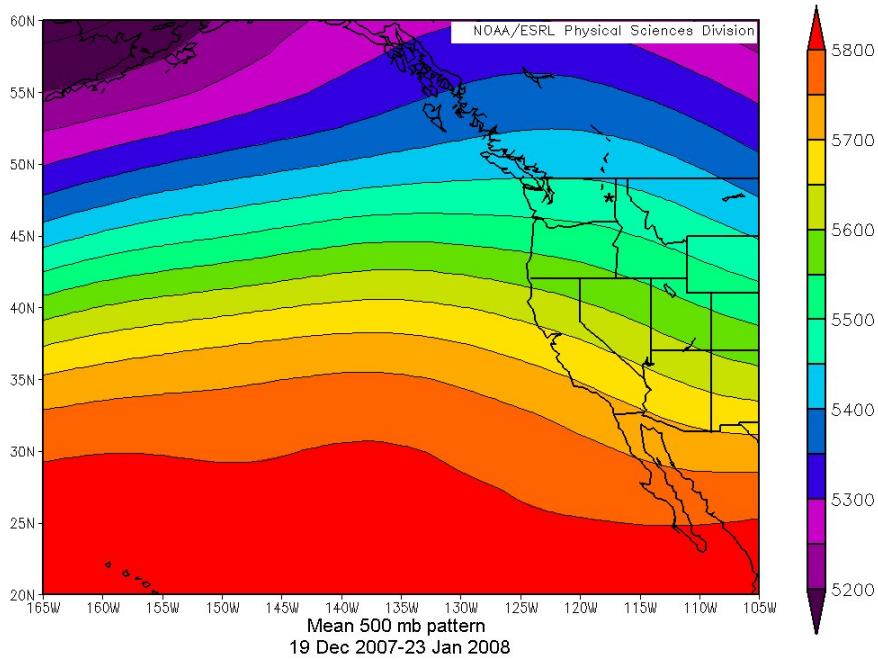 NOAA/ESRL Physical Sciences Division
60N
55N
50N
45N
40N
35N
30N
25N
20N
165W 160W 155W 150W 145W 140W 135W 130W 125W 120W 115W 110W 105W
5800
5700
5600
5500
5400
5300
5200
*
Mean 500 mb pattern
19 Dec 2007-23 Jan 2008